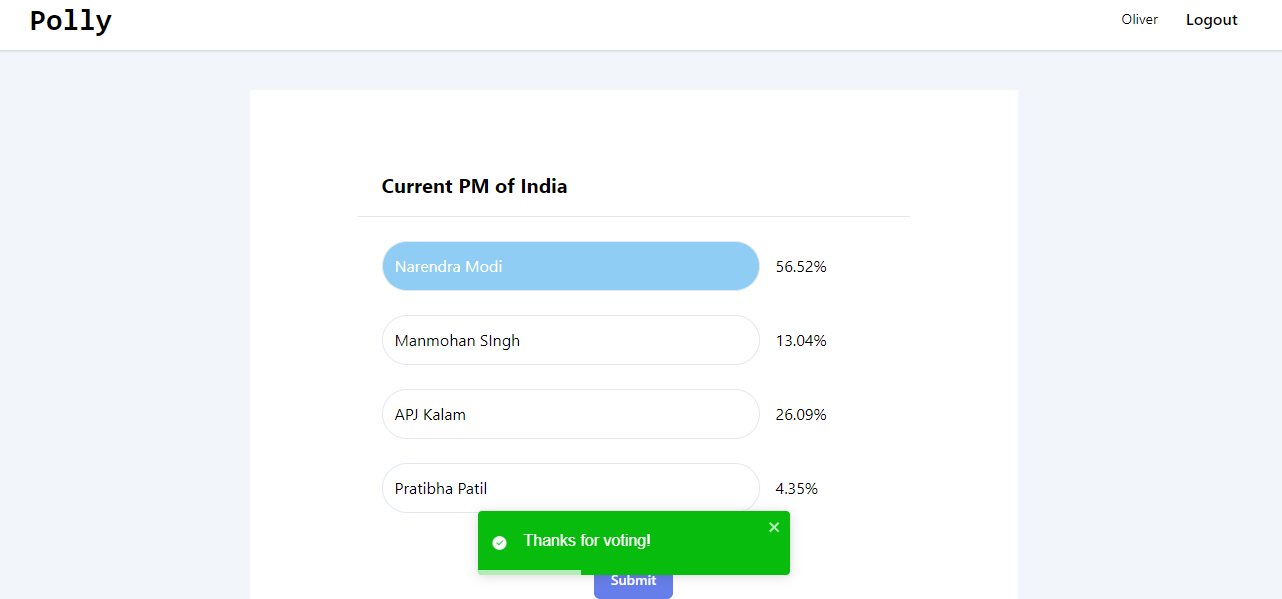 Polly
Oliver Logout
Current PM of India
Narendra Modi 56.52%
Manmohan SIngh 13.04%
APJ Kalam 26.09%
Pratibha Patil 4.35%
Thanks for voting!
Submit